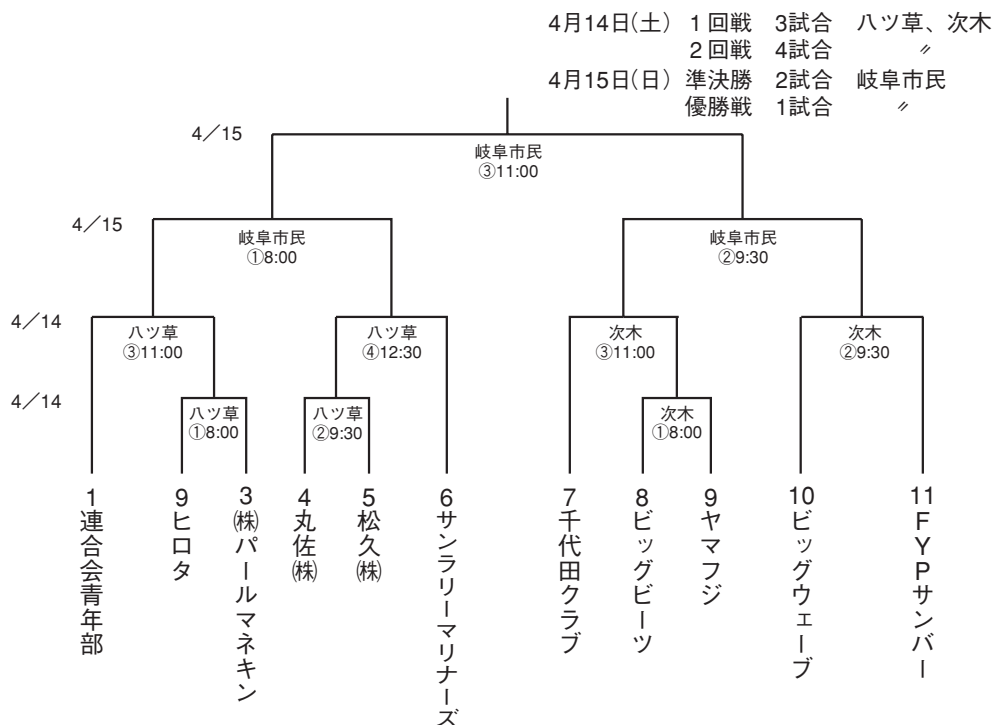 4月14日(土) 1回戦 3試合 八ツ草、次木
2回戦 4試合 〃
4月15日(日) 準決勝 2試合 岐阜市民
優勝戦 1試合 〃
4／15
岐阜市民
③11:00
4／15
岐阜市民
①8:00
岐阜市民
②9:30
4／14
八ツ草
③11:00
八ツ草
④12:30
次木
③11:00
次木
②9:30
4／14
八ツ草
①8:00
八ツ草
②9:30
次木
①8:00
1 連合会青年部
9 ヒロタ
3 ㈱パールマネキン
4 丸佐㈱
5 松久㈱
6 サンラリーマリナーズ
7 千代田クラブ
8 ビッグビーツ
9 ヤマフジ
10 ビッグウェーブ
11 FYPサンバー